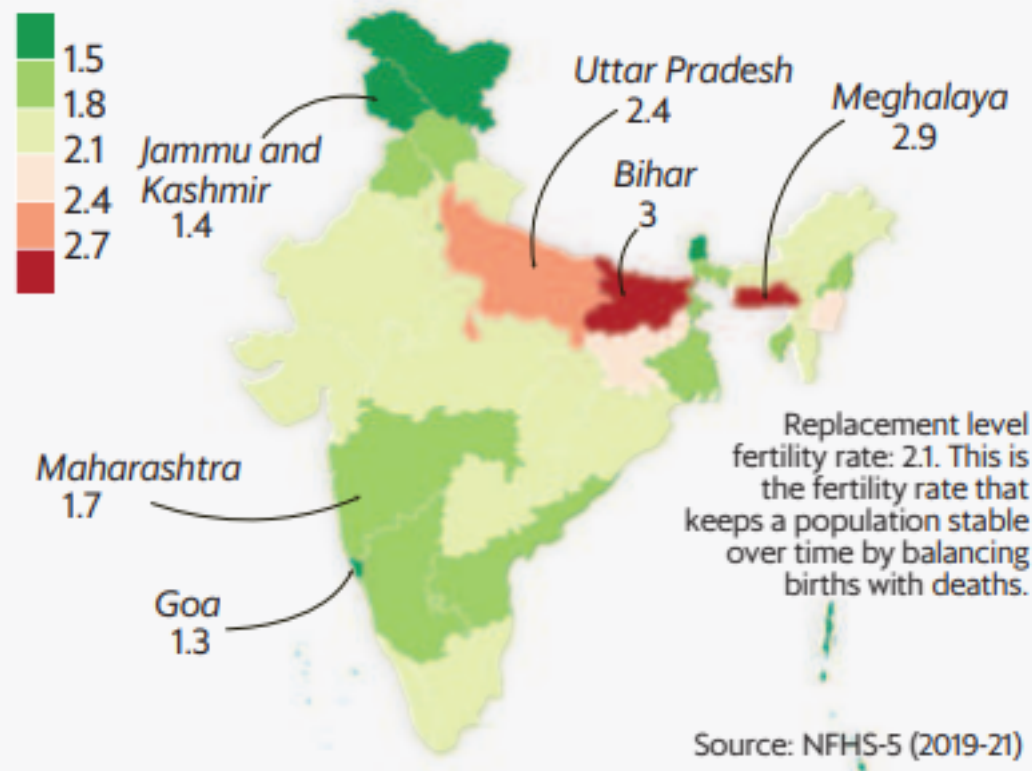 1.5
1.8
2.1
2.4
2.7
Jammu and
Kashmir
1.4
Uttar Pradesh
2.4
Bihar
3
Meghalaya
2.9
Maharashtra
1.7
Goa
1.3
Replacement level
fertility rate: 2.1. This is
the fertility rate that
keeps a population stable
over time by balancing
births with deaths.
Source: NFHS-5 (2019-21)